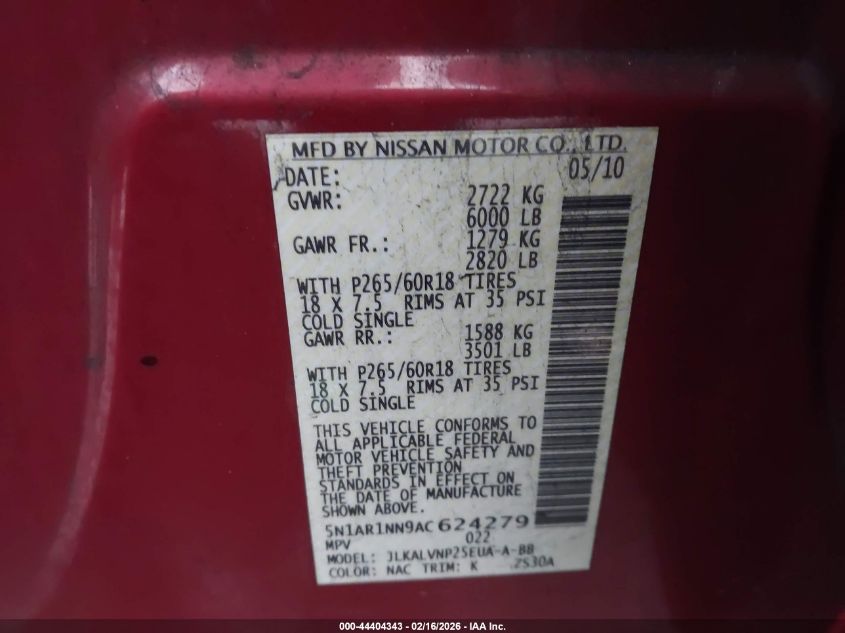 MFD BY NISSAN MOTOR CO., LTD.
DATE: 05/10
GVWR: 2722 KG
6000 LB
GAWR FR.: 1279 KG
2820 LB
WITH P265/60R18 TIRES
18 X 7.5 RIMS AT 35 PSI
COLD SINGLE
GAWR RR.: 1588 KG
3501 LB
WITH P265/60R18 TIRES
18 X 7.5 RIMS AT 35 PSI
COLD SINGLE
THIS VEHICLE CONFORMS TO
ALL APPLICABLE FEDERAL
MOTOR VEHICLE SAFETY AND
THEFT PREVENTION
STANDARDS IN EFFECT ON
THE DATE OF MANUFACTURE
SHOWN ABOVE.
5N1AR1NN9AC624279
MPV 022
MODEL: JLKALVNP25EUA-A-BB
COLOR: NAC TRIM: K 2S30A
000-44404343 - 02/16/2026 - IAA Inc.